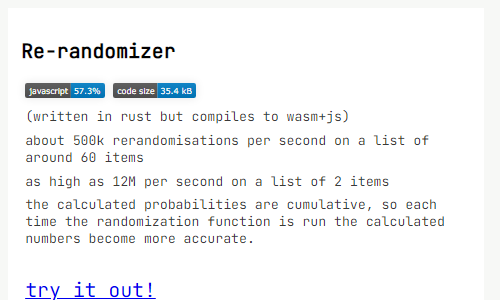 Re-randomizer
javascript 57.3% code size 35.4 kB
(written in rust but compiles to wasm+js)
about 500k rerandomisations per second on a list of
around 60 items
as high as 12M per second on a list of 2 items
the calculated probabilities are cumulative, so each
time the randomization function is run the calculated
numbers become more accurate.
try it out!